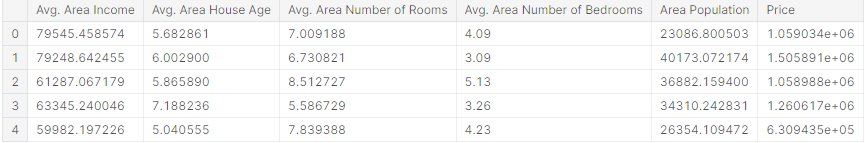 Avg. Area Income Avg. Area House Age Avg. Area Number of Rooms Avg. Area Number of Bedrooms Area Population Price
0 79545.458574 5.682861 7.009188 4.09 23086.800503 1.059034e+06
1 79248.642455 6.002900 6.730821 3.09 40173.072174 1.505891e+06
2 61287.067179 5.865890 8.512727 5.13 36882.159400 1.058988e+06
3 63345.240046 7.188236 5.586729 3.26 34310.242831 1.260617e+06
4 59982.197226 5.040555 7.839388 4.23 26354.109472 6.309435e+05